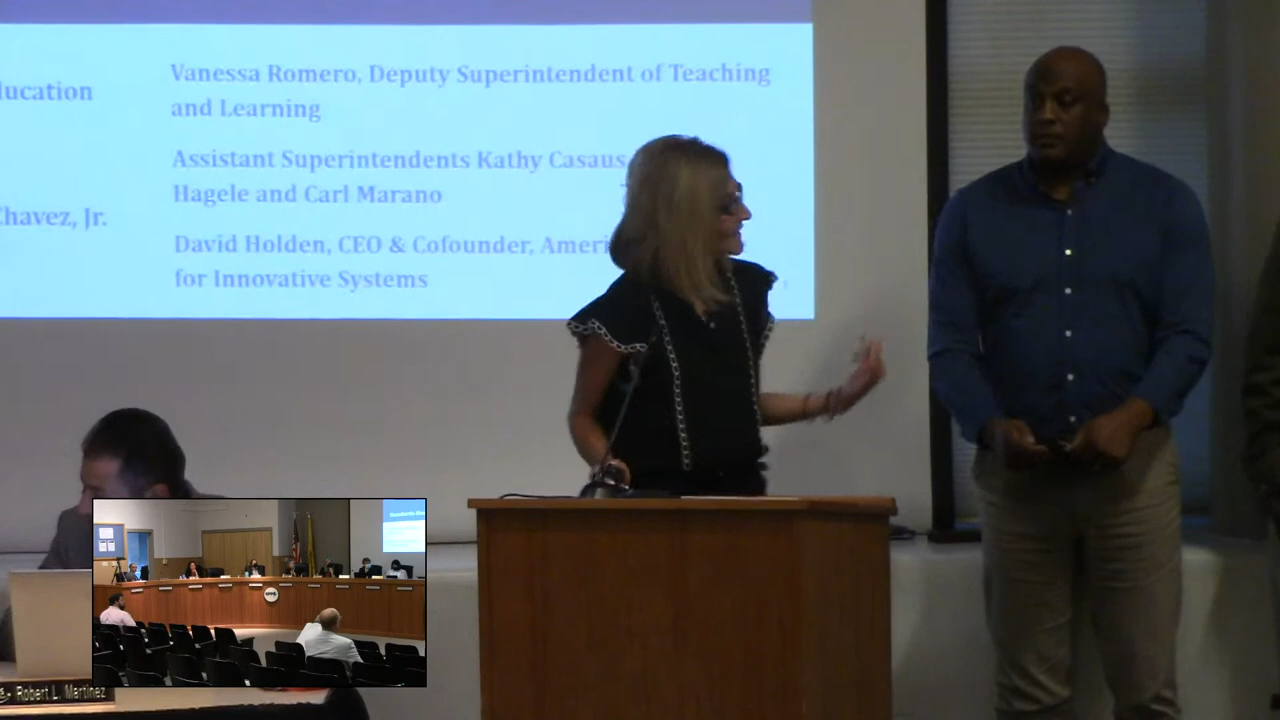 ducation
Vanessa Romero, Deputy Superintendent of Teaching
and Learning
Assistant Superintendents Kathy Casaus
Hagele and Carl Marano
Chavez, Jr.
David Holden, CEO & Cofounder, Ameri
for Innovative Systems
Robert L. Martinez